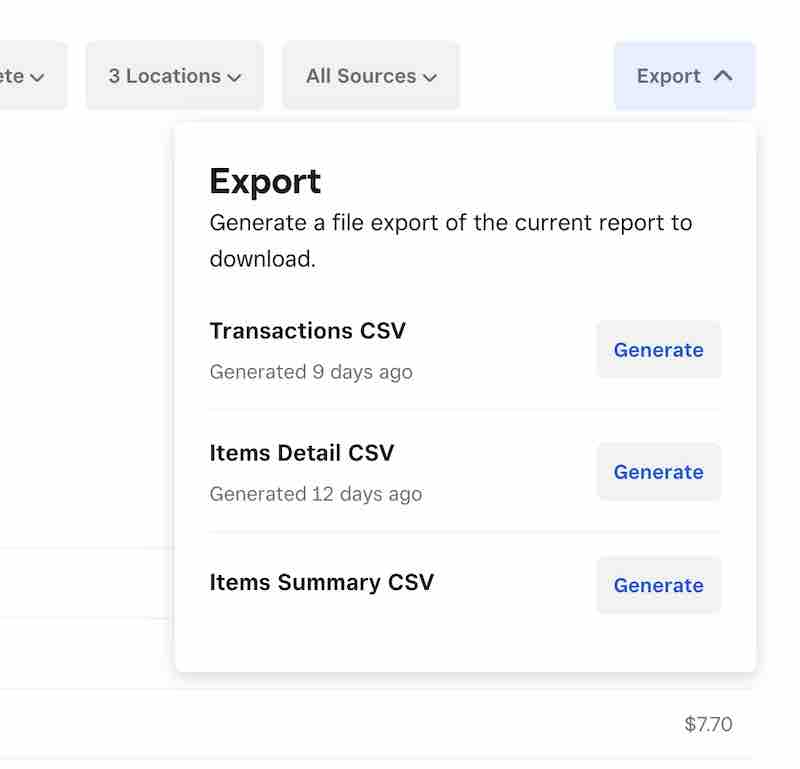 3 Locations
All Sources
Export
Export
Generate a file export of the current report to
download.
Transactions CSV
Generated 9 days ago
Generate
Items Detail CSV
Generated 12 days ago
Generate
Items Summary CSV
Generate
$7.70